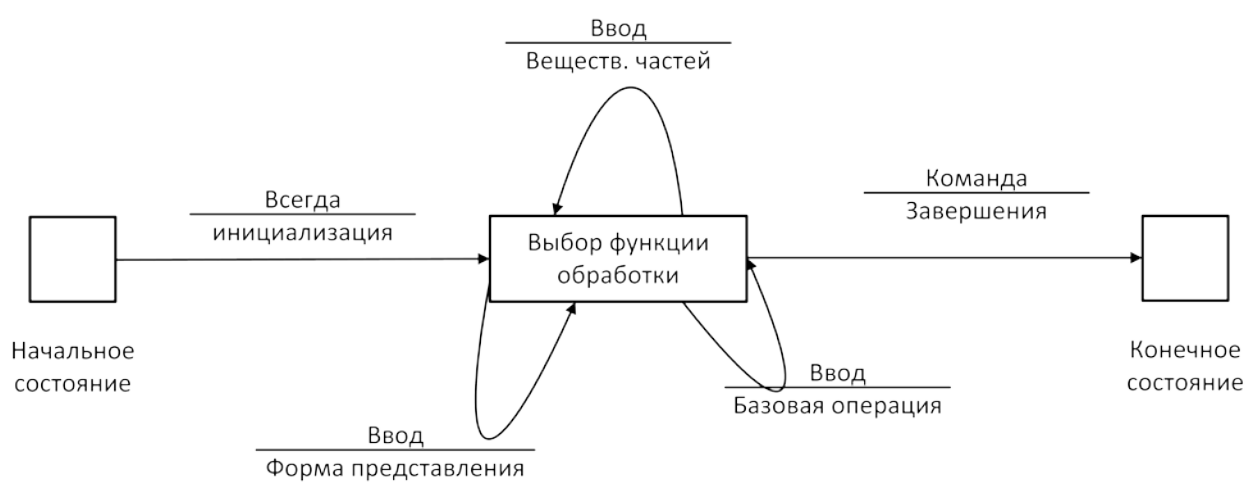 Ввод
Веществ. частей
Всегда
инициализация
Выбор функции
обработки
Команда
Завершения
Начальное
состояние
Конечное
состояние
Ввод
Базовая операция
Ввод
Форма представления